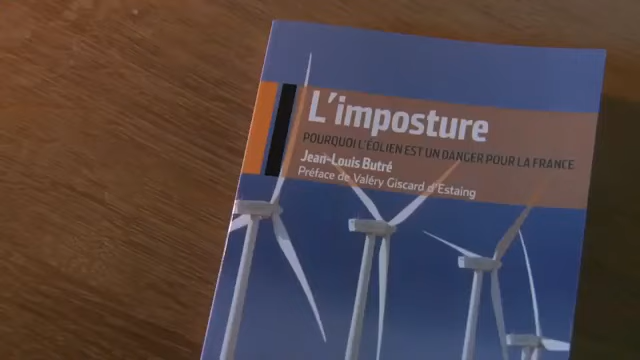 L'imposture
POURQUOI L'ÉOLIEN EST UN DANGER POUR LA FRANCE
Jean-Louis Butré
Préface de Valéry Giscard d'Estaing